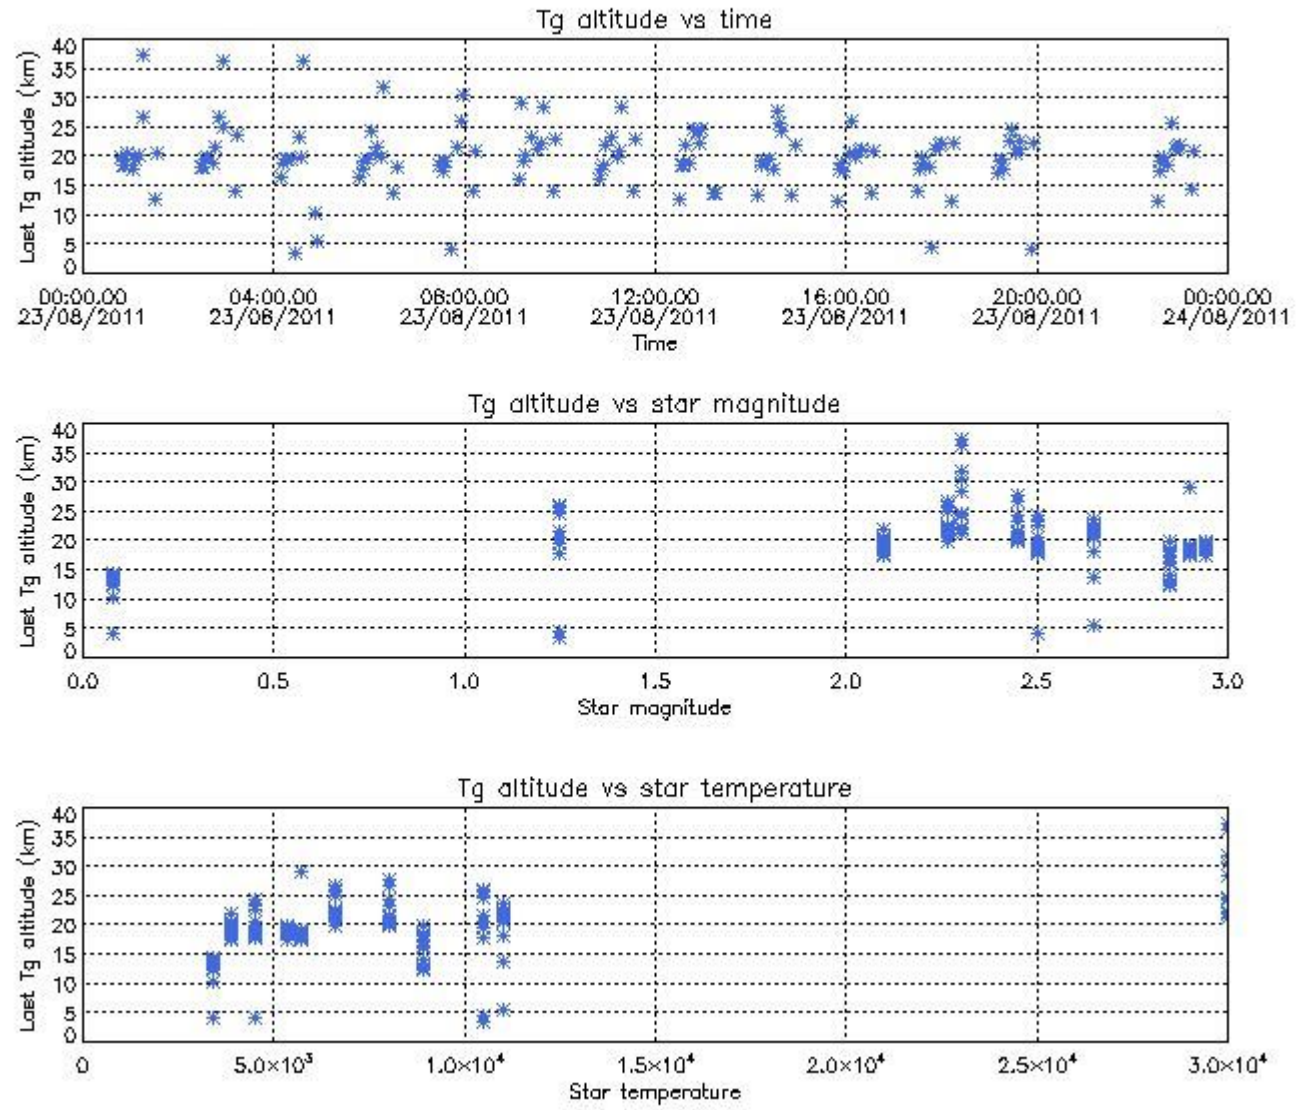 Tg altitude vs time
Last Tg altitude (km)
40
35
30
25
20
15
10
5
0
00:00.00 04:00.00 08:00.00 12:00.00 16:00.00 20:00.00 00:00.00
23/08/2011 23/08/2011 23/08/2011 23/08/2011 23/08/2011 23/08/2011 24/08/2011
Time
Tg altitude vs star magnitude
Last Tg altitude (km)
40
35
30
25
20
15
10
5
0
0.0 0.5 1.0 1.5 2.0 2.5 3.0
Star magnitude
Tg altitude vs star temperature
Last Tg altitude (km)
40
35
30
25
20
15
10
5
0
0 5.0×10³ 1.0×10⁴ 1.5×10⁴ 2.0×10⁴ 2.5×10⁴ 3.0×10⁴
Star temperature